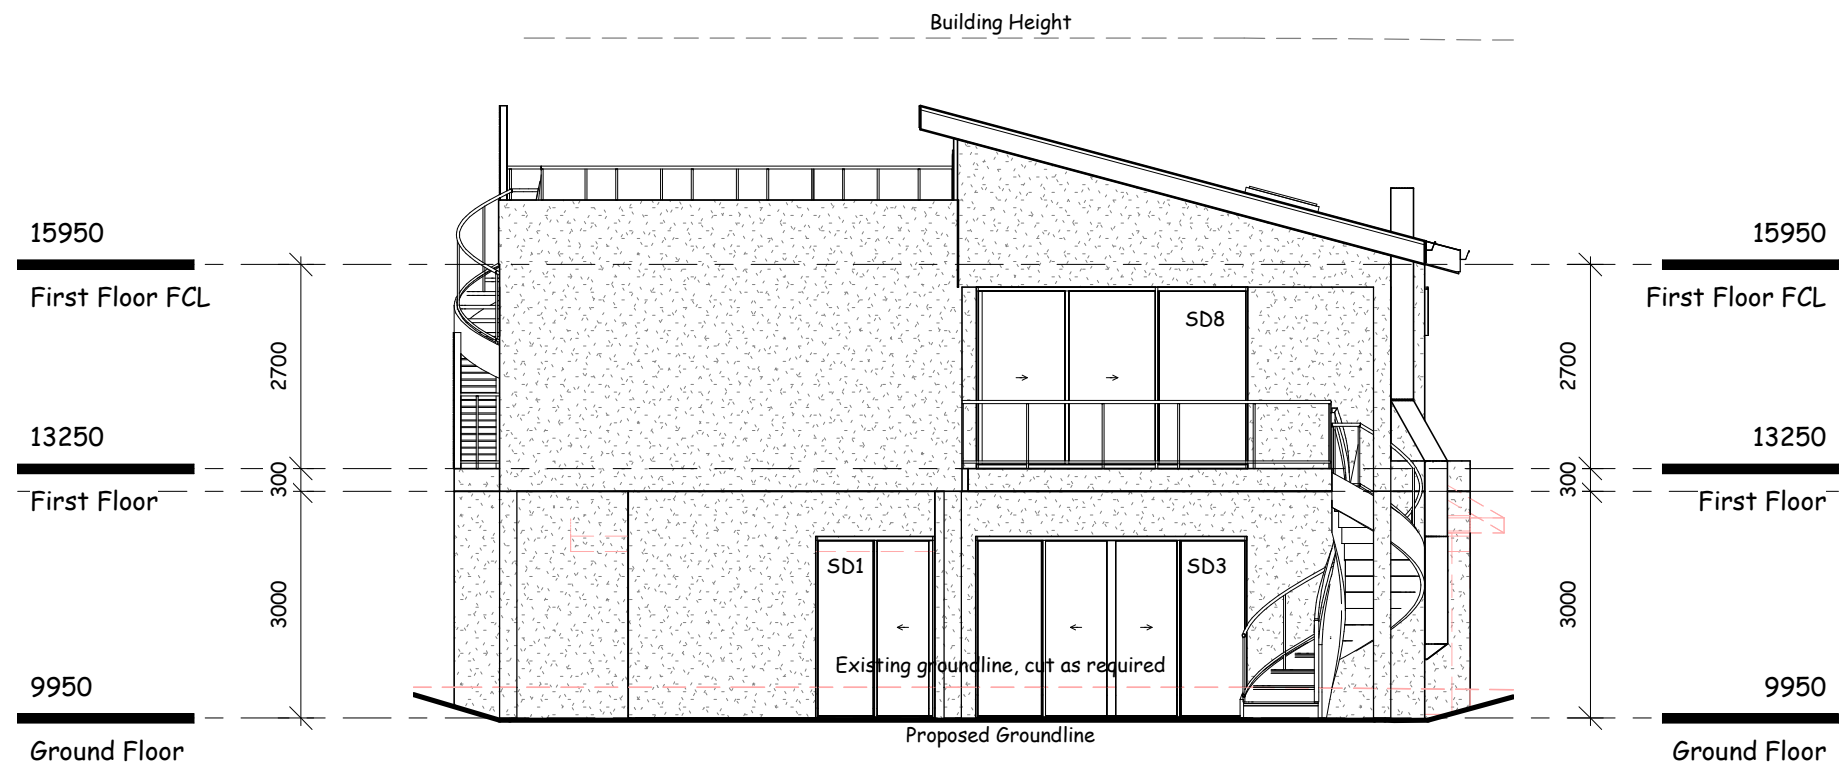 Building Height
15950
First Floor FCL
15950
First Floor FCL
SD8
2700
2700
13250
First Floor
13250
First Floor
300
300
SD1
SD3
3000
3000
Existing groundline, cut as required
9950
Ground Floor
9950
Ground Floor
Proposed Groundline